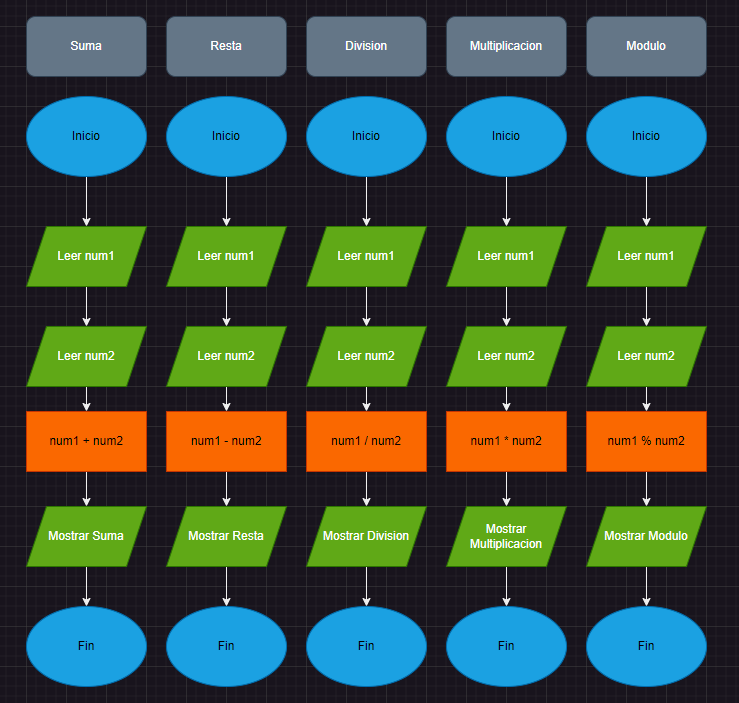 Suma
Resta
Division
Multiplicacion
Modulo
Inicio
Inicio
Inicio
Inicio
Inicio
Leer num1
Leer num1
Leer num1
Leer num1
Leer num1
Leer num2
Leer num2
Leer num2
Leer num2
Leer num2
num1 + num2
num1 - num2
num1 / num2
num1 * num2
num1 % num2
Mostrar Suma
Mostrar Resta
Mostrar Division
Mostrar
Multiplicacion
Mostrar Modulo
Fin
Fin
Fin
Fin
Fin